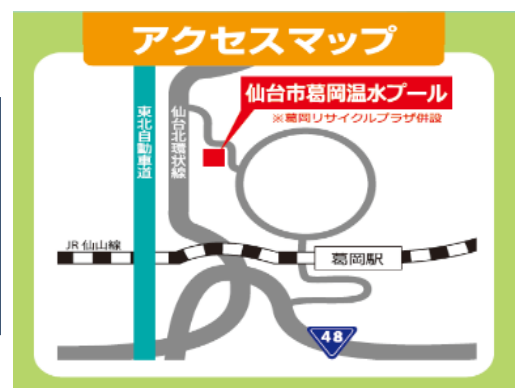 アクセスマップ
仙台市葛岡温水プール
※葛岡リサイクルプラザ併設
東北自動車道
仙台北環状線
JR仙山線
葛岡駅
48